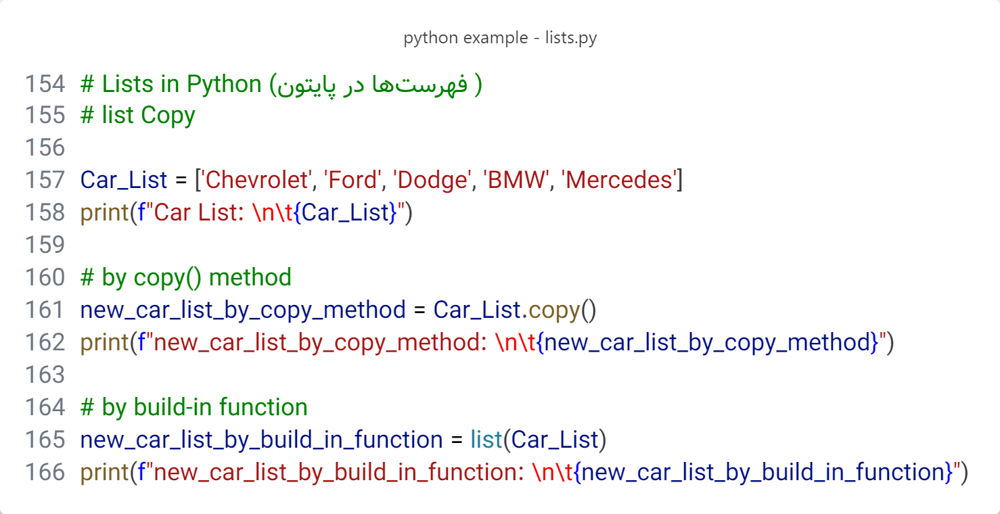 python example - lists.py
154 # Lists in Python (فهرست‌ها در پایتون )
155 # list Copy
156
157 Car_List = ['Chevrolet', 'Ford', 'Dodge', 'BMW', 'Mercedes']
158 print(f"Car List: \n\t{Car_List}")
159
160 # by copy() method
161 new_car_list_by_copy_method = Car_List.copy()
162 print(f"new_car_list_by_copy_method: \n\t{new_car_list_by_copy_method}")
163
164 # by build-in function
165 new_car_list_by_build_in_function = list(Car_List)
166 print(f"new_car_list_by_build_in_function: \n\t{new_car_list_by_build_in_function}")